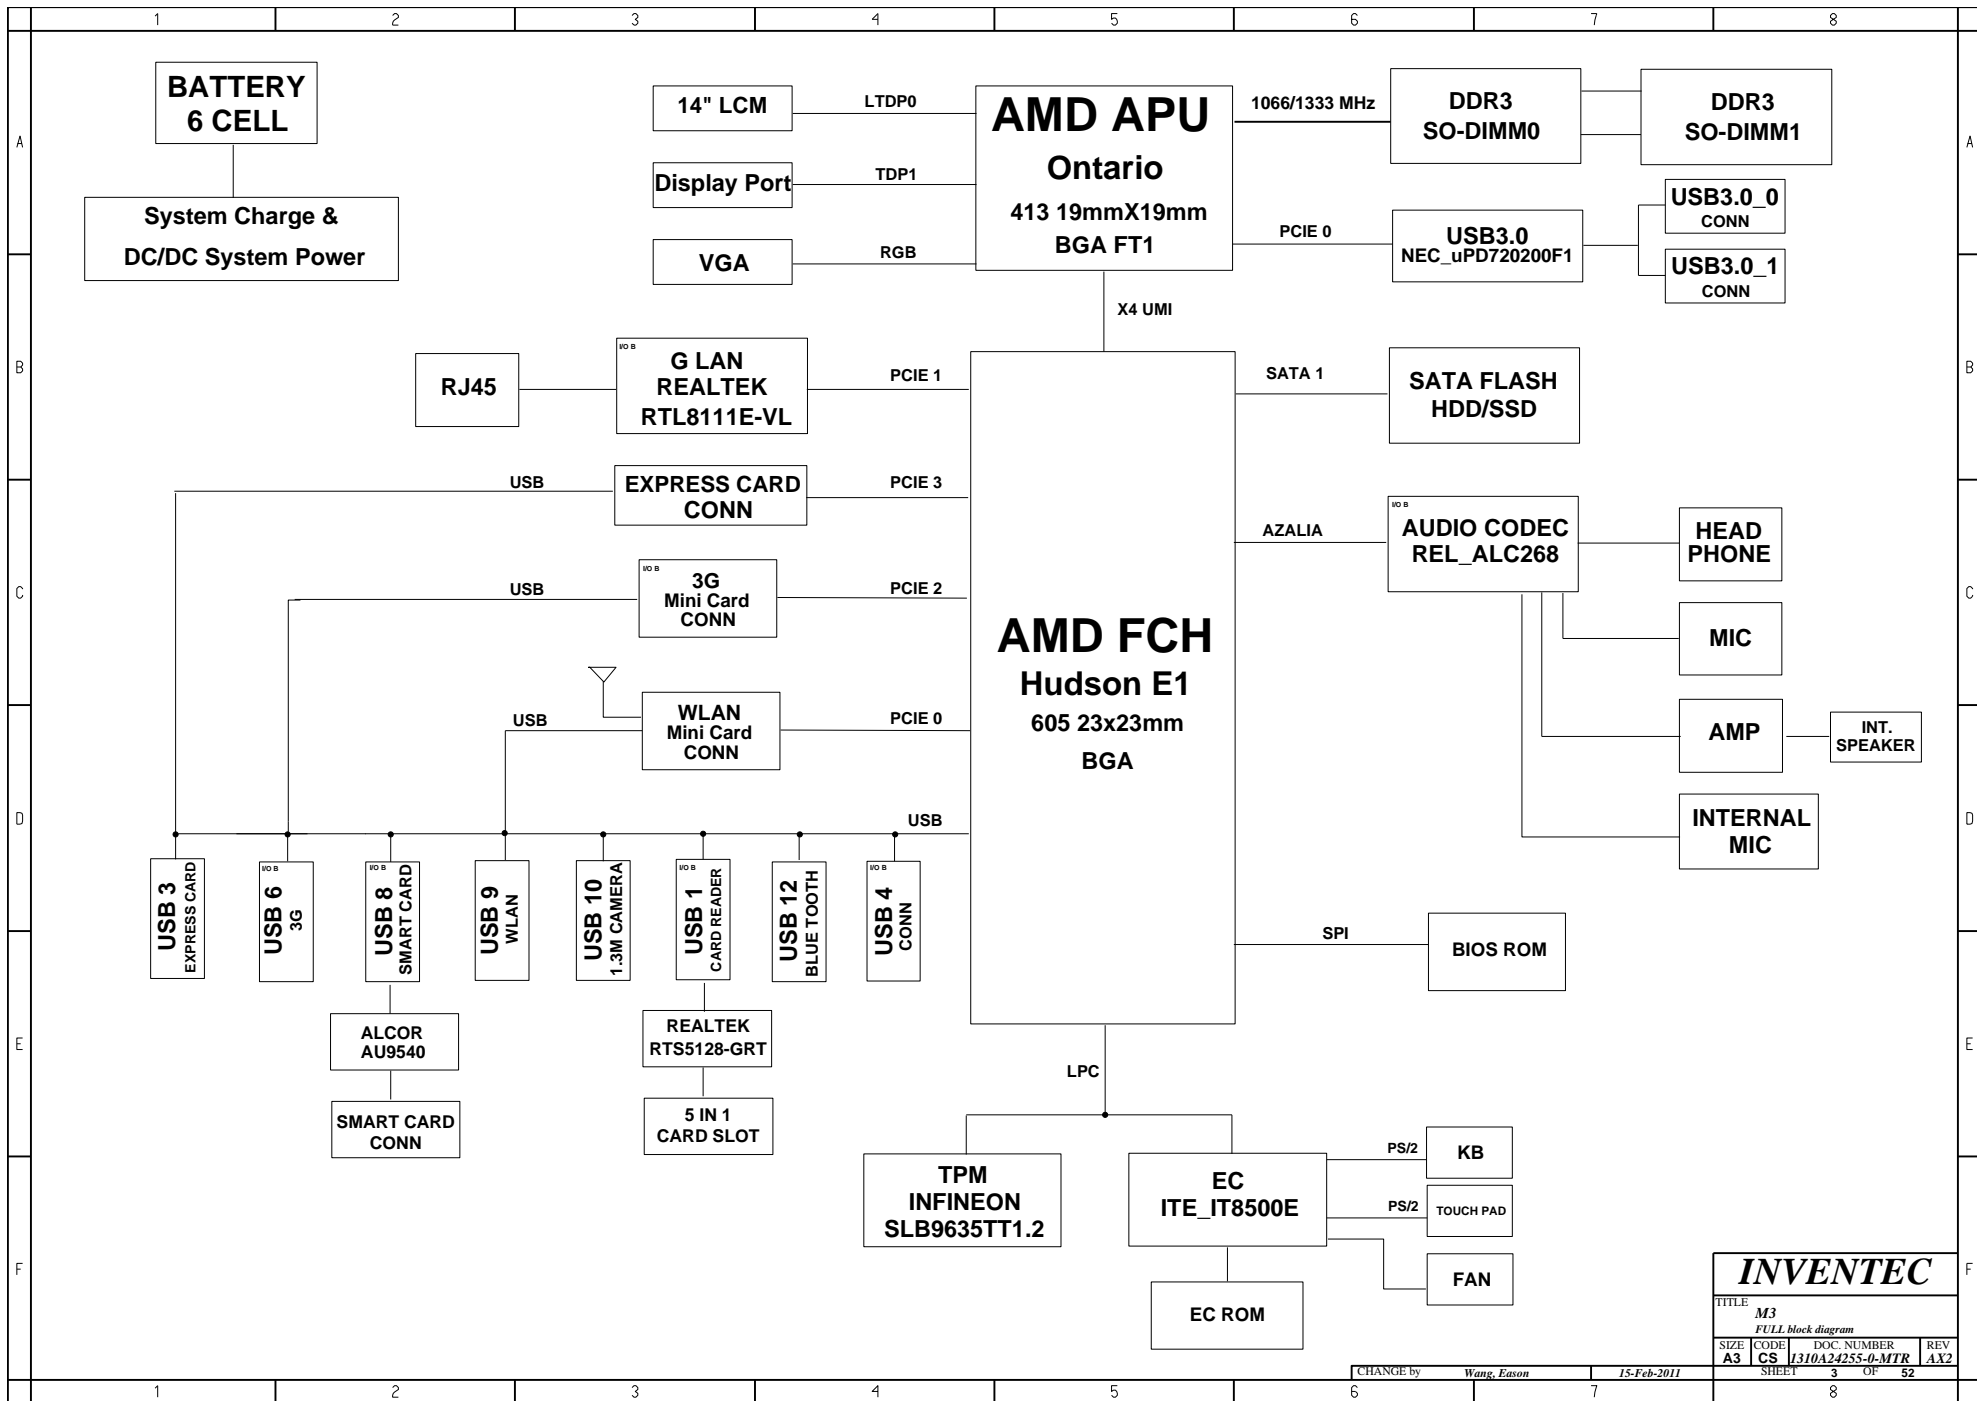 1 2 3 4 5 6 7 8
A
B
C
D
E
F
A
B
C
D
E
F
BATTERY
6 CELL
System Charge &
DC/DC System Power
14" LCM
LTDP0
Display Port
TDP1
VGA
RGB
AMD APU
Ontario
413 19mmX19mm
BGA FT1
1066/1333 MHz
DDR3
SO-DIMM0
DDR3
SO-DIMM1
PCIE 0
USB3.0
NEC_uPD720200F1
USB3.0_0
CONN
USB3.0_1
CONN
X4 UMI
RJ45
I/O B
G LAN
REALTEK
RTL8111E-VL
PCIE 1
USB
EXPRESS CARD
CONN
PCIE 3
USB
I/O B
3G
Mini Card
CONN
PCIE 2
USB
WLAN
Mini Card
CONN
PCIE 0
USB
AMD FCH
Hudson E1
605 23x23mm
BGA
SATA 1
SATA FLASH
HDD/SSD
AZALIA
I/O B
AUDIO CODEC
REL_ALC268
HEAD
PHONE
MIC
AMP
INT.
SPEAKER
INTERNAL
MIC
SPI
BIOS ROM
USB 3
EXPRESS CARD
I/O B
USB 6
3G
I/O B
USB 8
SMART CARD
USB 9
WLAN
USB 10
1.3M CAMERA
I/O B
USB 1
CARD READER
USB 12
BLUE TOOTH
I/O B
USB 4
CONN
ALCOR
AU9540
SMART CARD
CONN
REALTEK
RTS5128-GRT
5 IN 1
CARD SLOT
LPC
TPM
INFINEON
SLB9635TT1.2
EC
ITE_IT8500E
PS/2
KB
PS/2
TOUCH PAD
FAN
EC ROM
INVENTEC
TITLE
M3
FULL block diagram
SIZE CODE DOC. NUMBER REV
A3 CS 1310A24255-0-MTR AX2
CHANGE by Wang, Eason 15-Feb-2011 SHEET 3 OF 52
1 2 3 4 5 6 7 8